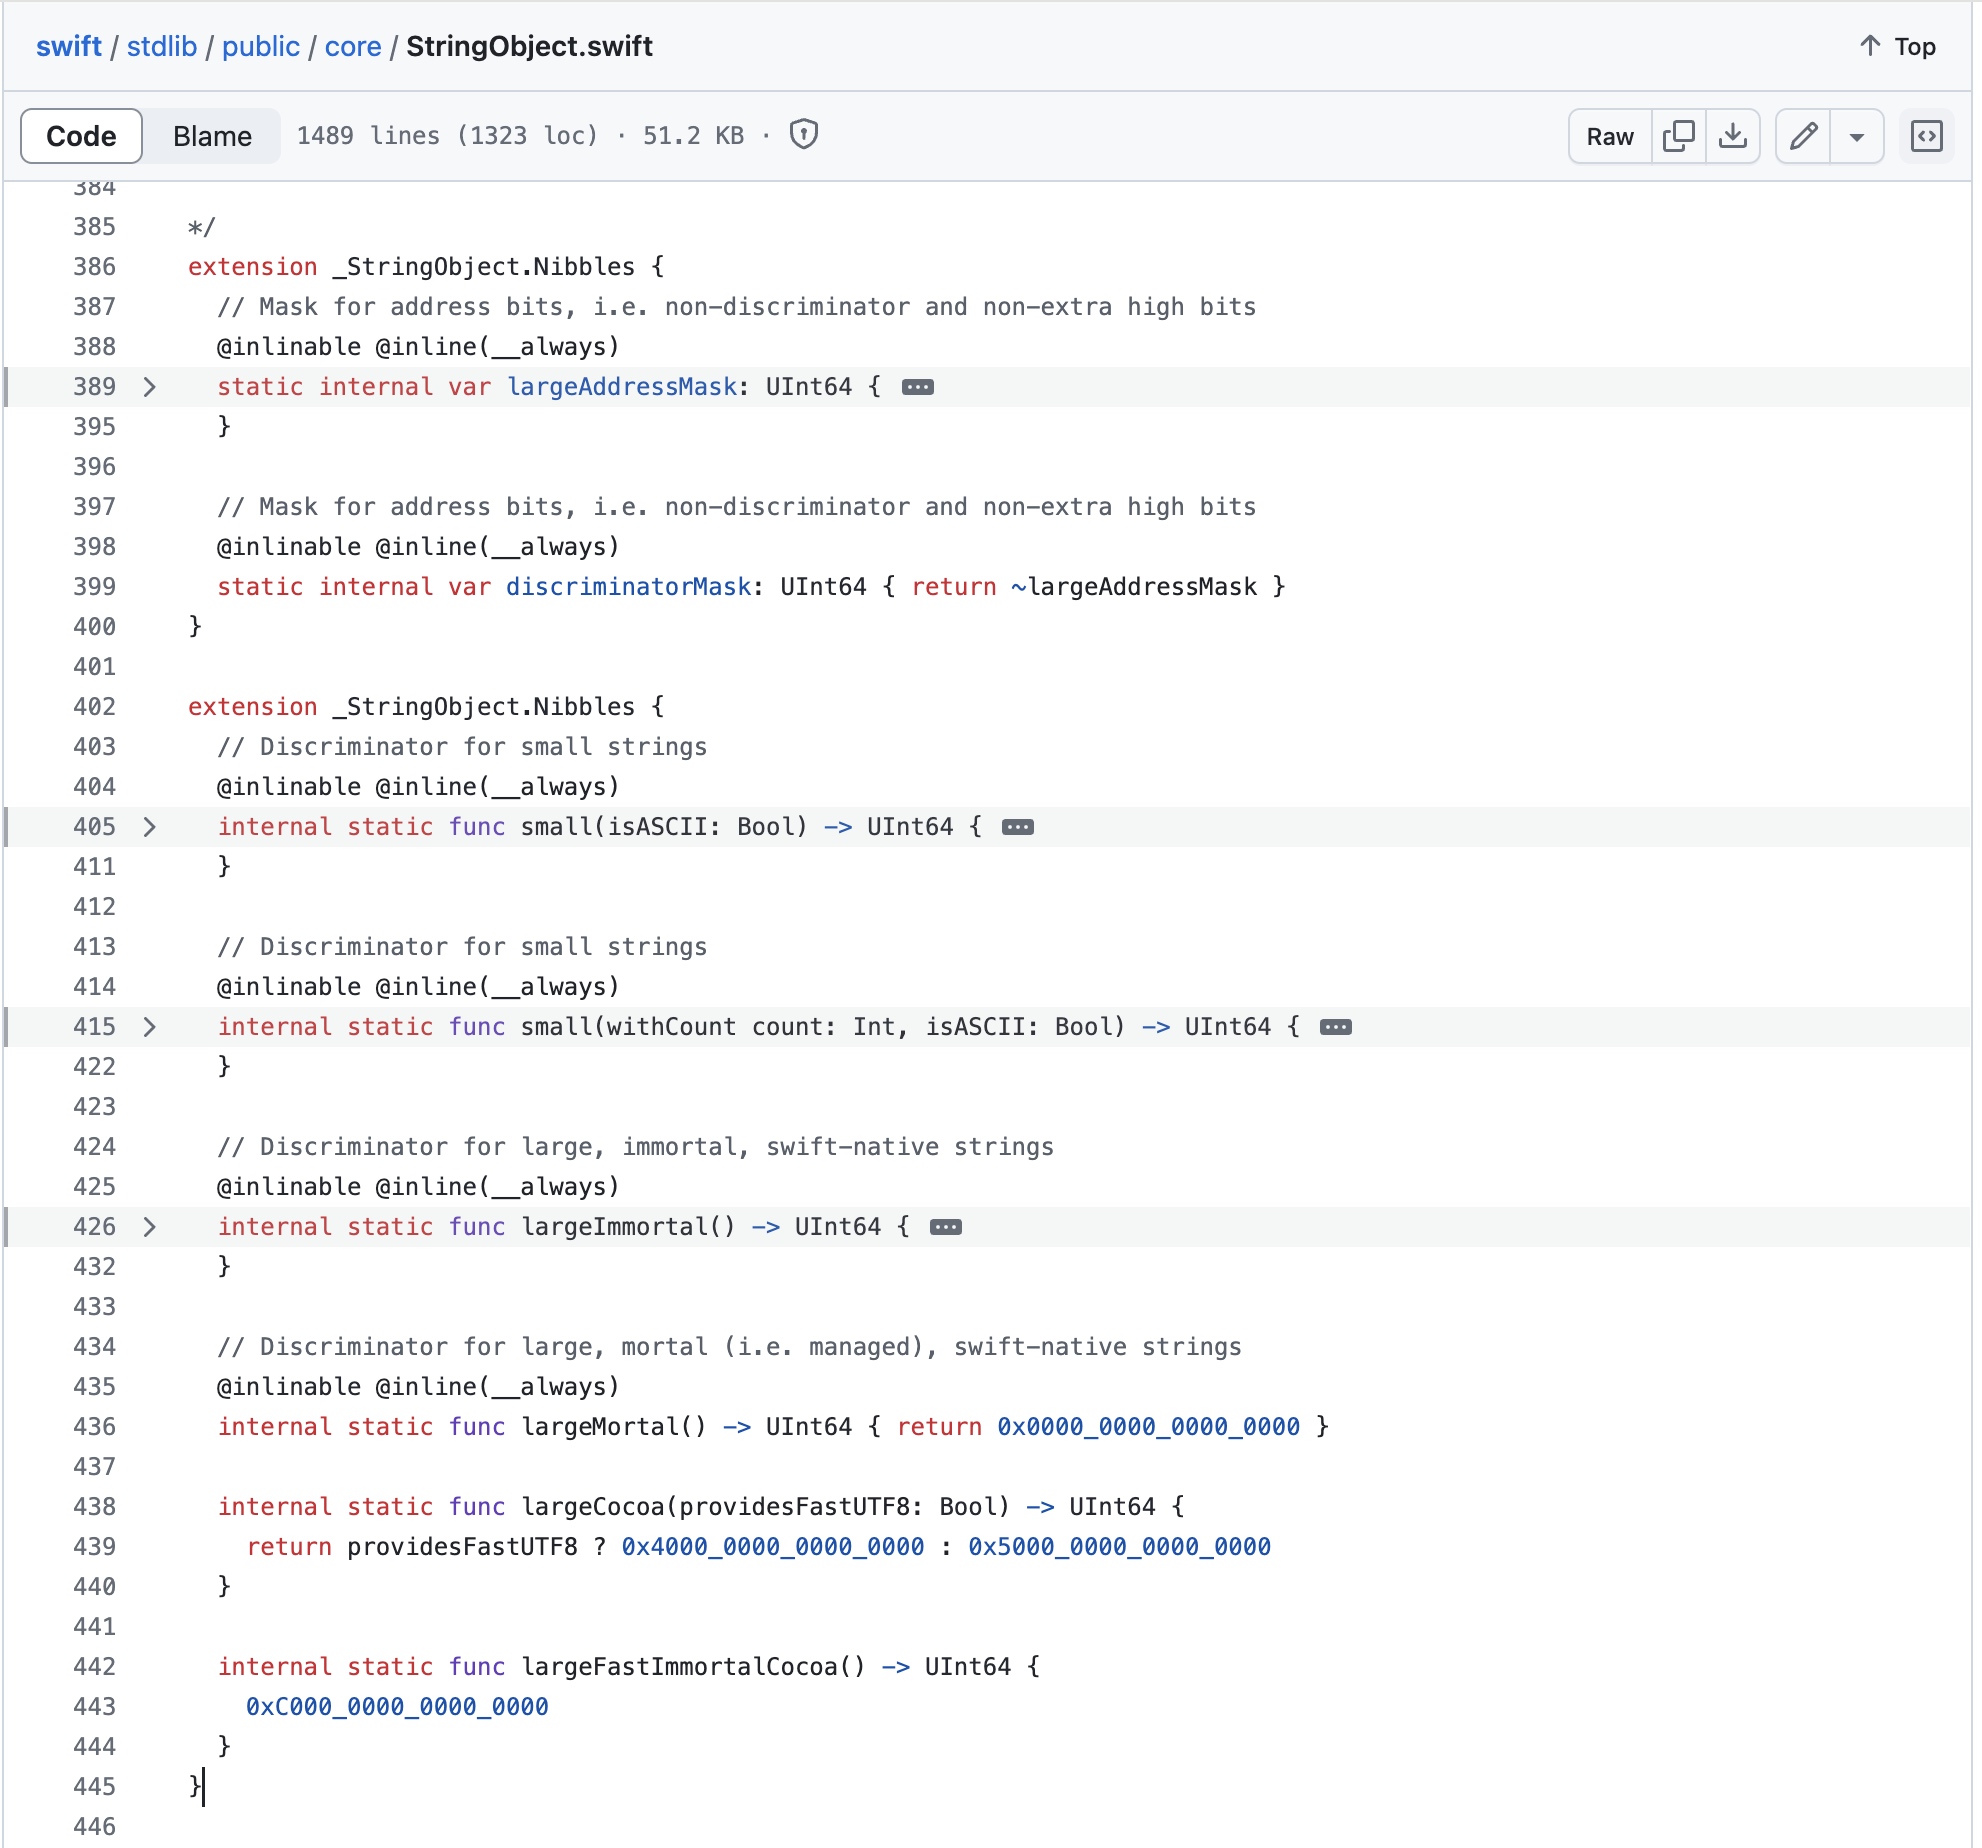 swift / stdlib / public / core / StringObject.swift
Top
Code Blame 1489 lines (1323 loc) · 51.2 KB ·
Raw
384
385 */
386 extension _StringObject.Nibbles {
387   // Mask for address bits, i.e. non-discriminator and non-extra high bits
388   @inlinable @inline(__always)
389   static internal var largeAddressMask: UInt64 { ...
395   }
396
397   // Mask for address bits, i.e. non-discriminator and non-extra high bits
398   @inlinable @inline(__always)
399   static internal var discriminatorMask: UInt64 { return ~largeAddressMask }
400 }
401
402 extension _StringObject.Nibbles {
403   // Discriminator for small strings
404   @inlinable @inline(__always)
405   internal static func small(isASCII: Bool) -> UInt64 { ...
411   }
412
413   // Discriminator for small strings
414   @inlinable @inline(__always)
415   internal static func small(withCount count: Int, isASCII: Bool) -> UInt64 { ...
422   }
423
424   // Discriminator for large, immortal, swift-native strings
425   @inlinable @inline(__always)
426   internal static func largeImmortal() -> UInt64 { ...
432   }
433
434   // Discriminator for large, mortal (i.e. managed), swift-native strings
435   @inlinable @inline(__always)
436   internal static func largeMortal() -> UInt64 { return 0x0000_0000_0000_0000 }
437
438   internal static func largeCocoa(providesFastUTF8: Bool) -> UInt64 {
439     return providesFastUTF8 ? 0x4000_0000_0000_0000 : 0x5000_0000_0000_0000
440   }
441
442   internal static func largeFastImmortalCocoa() -> UInt64 {
443     0xC000_0000_0000_0000
444   }
445 }
446